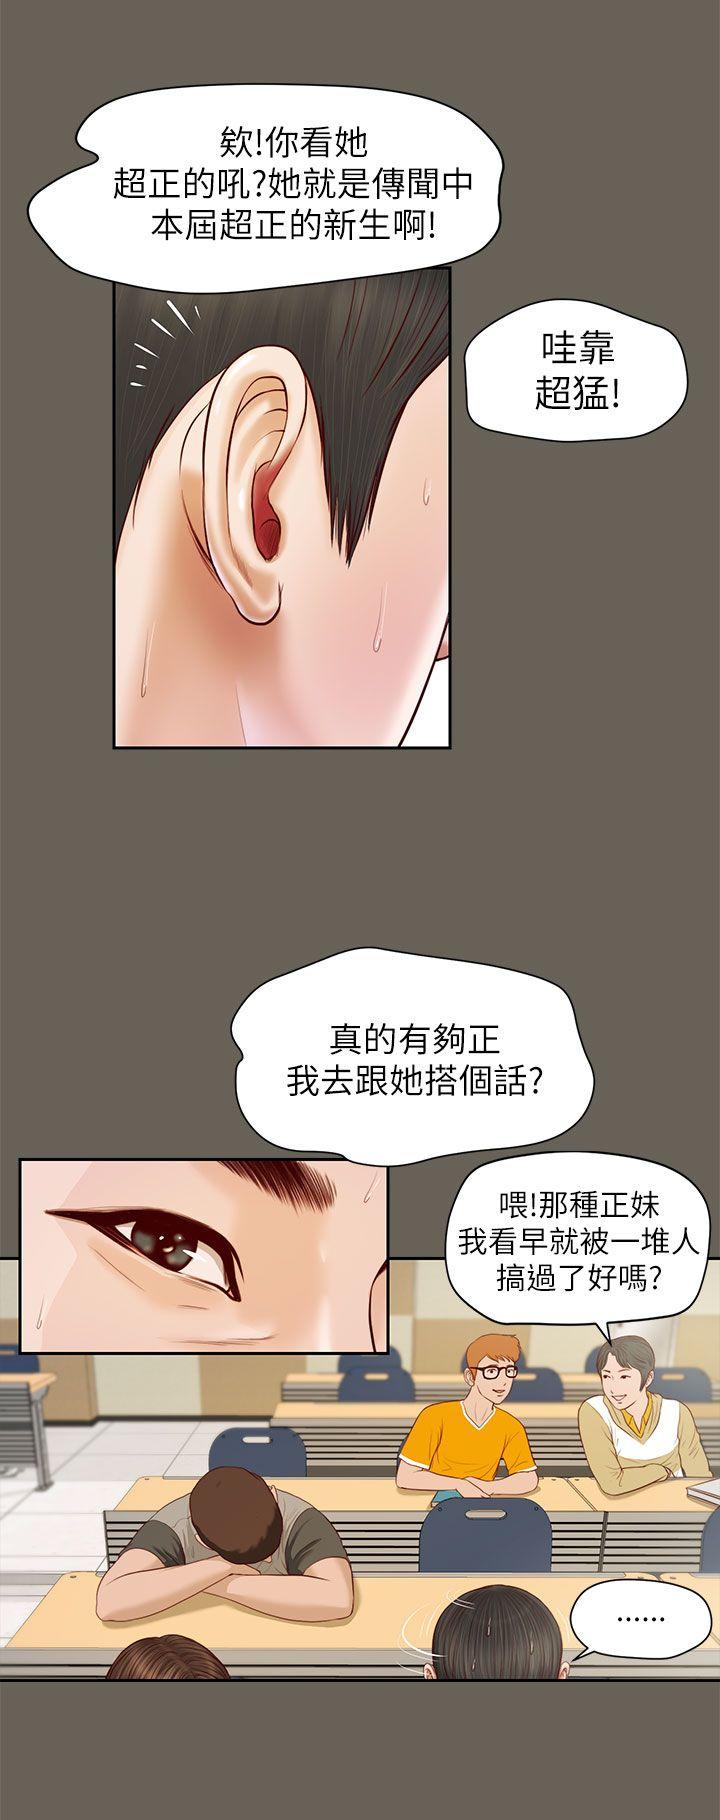 欸!你看她
超正的吼?她就是傳聞中
本屆超正的新生啊!
哇靠
超猛!
真的有夠正
我去跟她搭個話?
喂!那種正妹
我看早就被一堆人
搞過了好嗎?
……